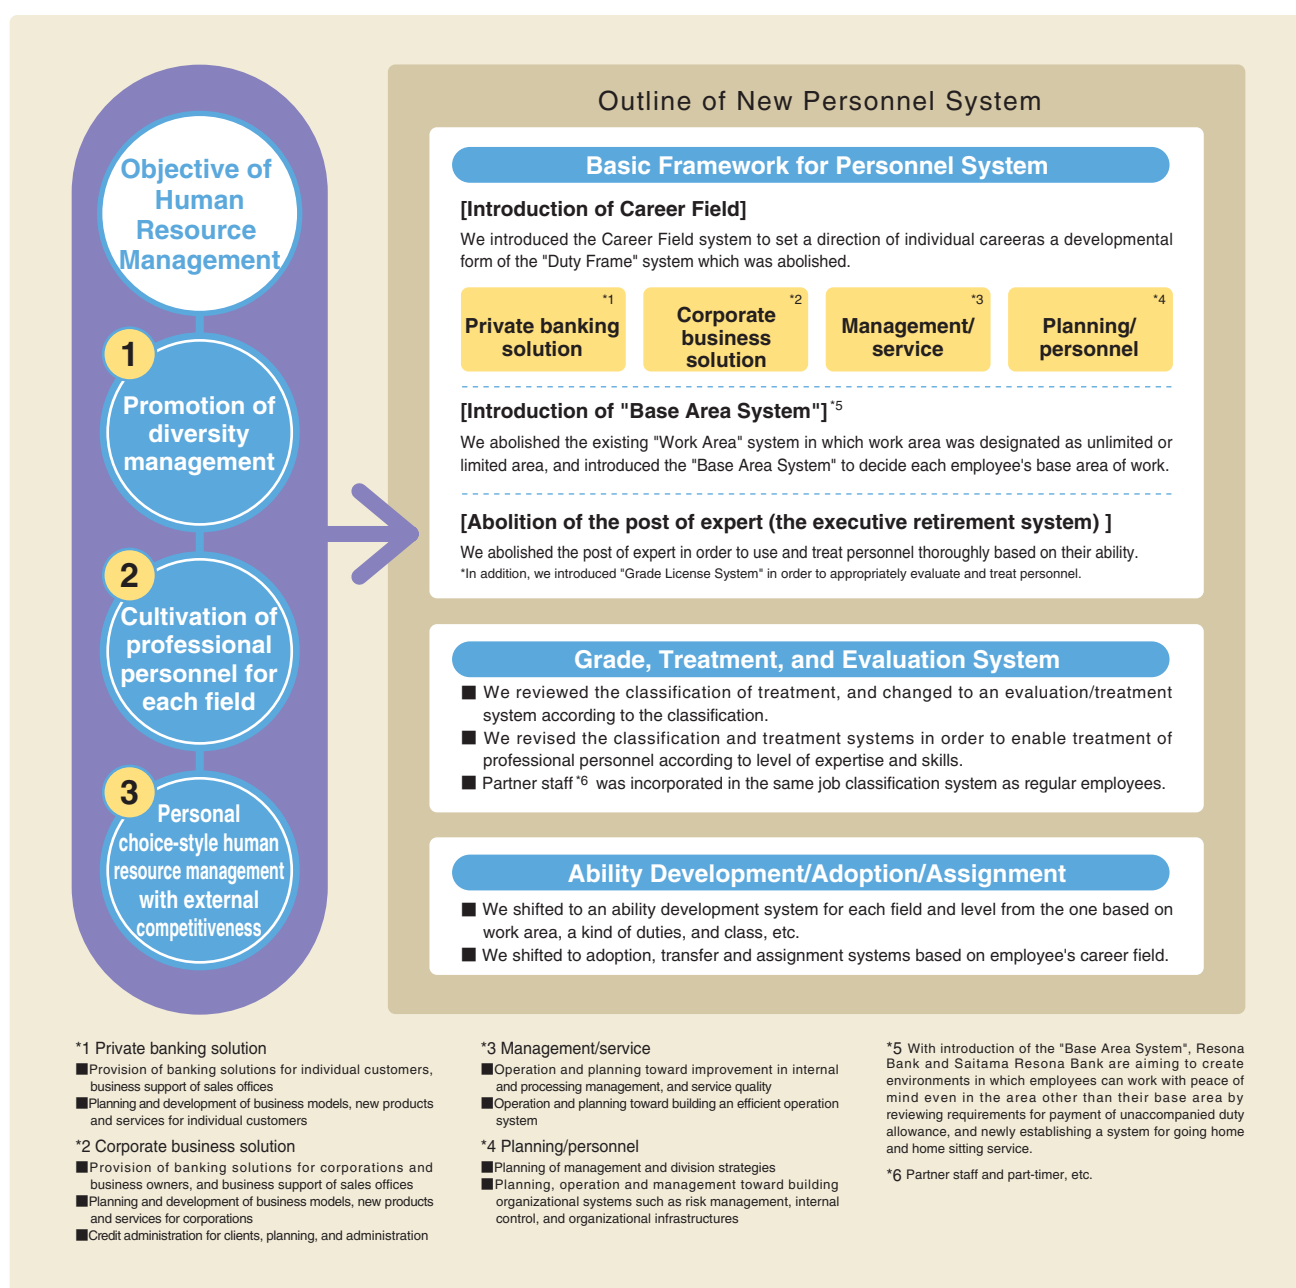 Objective of
Human
Resource
Management
1
Promotion of
diversity
management
2
Cultivation of
professional
personnel for
each field
3
Personal
choice-style human
resource management
with external
competitiveness
Outline of New Personnel System
Basic Framework for Personnel System
[Introduction of Career Field]
We introduced the Career Field system to set a direction of individual careeras a developmental
form of the "Duty Frame" system which was abolished.
*1
Private banking
solution
*2
Corporate
business
solution
*3
Management/
service
*4
Planning/
personnel
[Introduction of "Base Area System"]*5
We abolished the existing "Work Area" system in which work area was designated as unlimited or
limited area, and introduced the "Base Area System" to decide each employee's base area of work.
[Abolition of the post of expert (the executive retirement system) ]
We abolished the post of expert in order to use and treat personnel thoroughly based on their ability.
*In addition, we introduced "Grade License System" in order to appropriately evaluate and treat personnel.
Grade, Treatment, and Evaluation System
■ We reviewed the classification of treatment, and changed to an evaluation/treatment
system according to the classification.
■ We revised the classification and treatment systems in order to enable treatment of
professional personnel according to level of expertise and skills.
■ Partner staff*6 was incorporated in the same job classification system as regular employees.
Ability Development/Adoption/Assignment
■ We shifted to an ability development system for each field and level from the one based on
work area, a kind of duties, and class, etc.
■ We shifted to adoption, transfer and assignment systems based on employee's career field.
*1 Private banking solution
■Provision of banking solutions for individual customers,
business support of sales offices
■Planning and development of business models, new products
and services for individual customers
*2 Corporate business solution
■Provision of banking solutions for corporations and
business owners, and business support of sales offices
■Planning and development of business models, new products
and services for corporations
■Credit administration for clients, planning, and administration
*3 Management/service
■Operation and planning toward improvement in internal
and processing management, and service quality
■Operation and planning toward building an efficient operation
system
*4 Planning/personnel
■Planning of management and division strategies
■Planning, operation and management toward building
organizational systems such as risk management, internal
control, and organizational infrastructures
*5 With introduction of the "Base Area System", Resona
Bank and Saitama Resona Bank are aiming to create
environments in which employees can work with peace of
mind even in the area other than their base area by
reviewing requirements for payment of unaccompanied duty
allowance, and newly establishing a system for going home
and home sitting service.
*6 Partner staff and part-timer, etc.